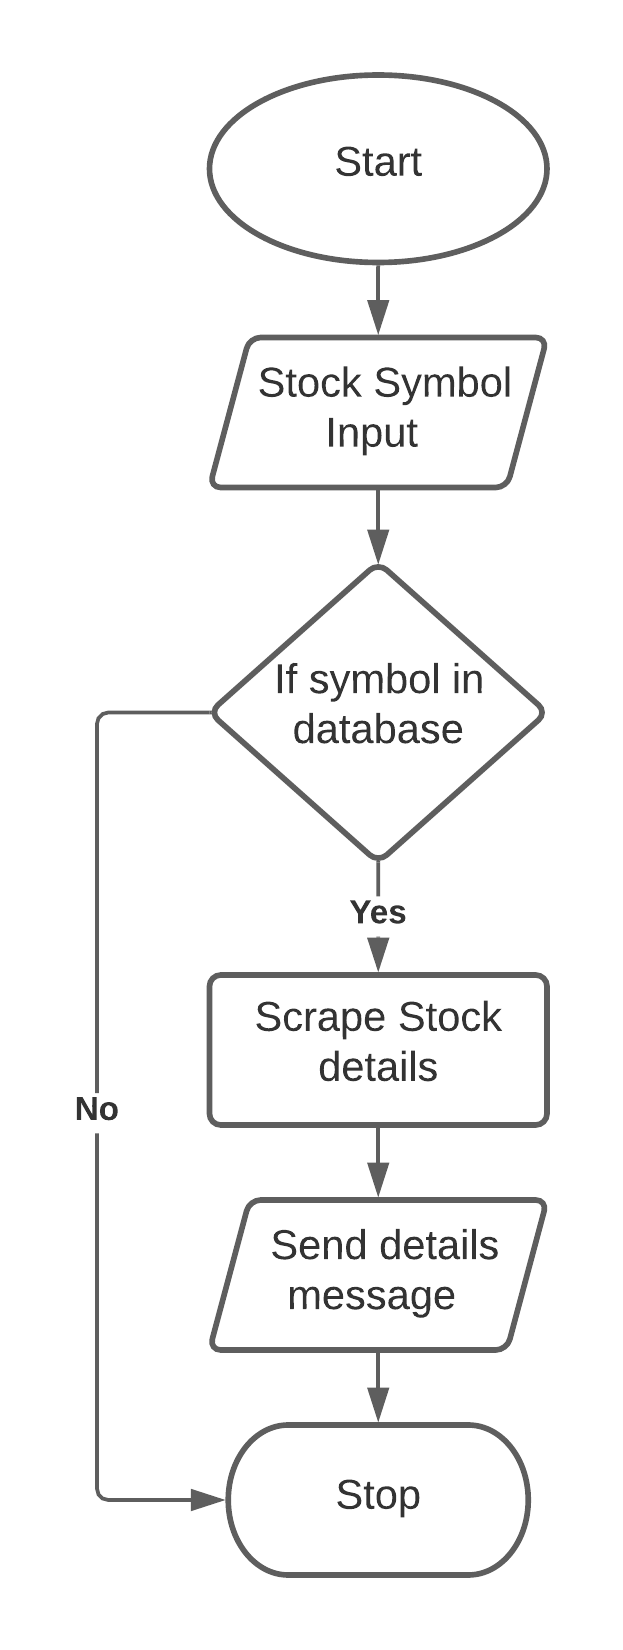 Start
Stock Symbol
Input
If symbol in
database
Yes
Scrape Stock
details
No
Send details
message
Stop